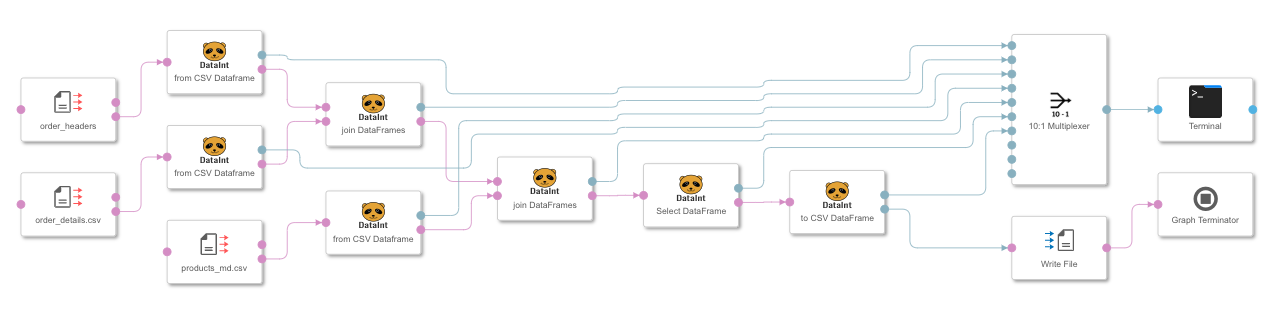 order_headers
order_details.csv
DataInt
from CSV Dataframe
DataInt
from CSV Dataframe
products_md.csv
DataInt
join DataFrames
DataInt
from CSV Dataframe
DataInt
join DataFrames
DataInt
Select DataFrame
DataInt
to CSV DataFrame
10 - 1
10:1 Multiplexer
Write File
>_
Terminal
Graph Terminator